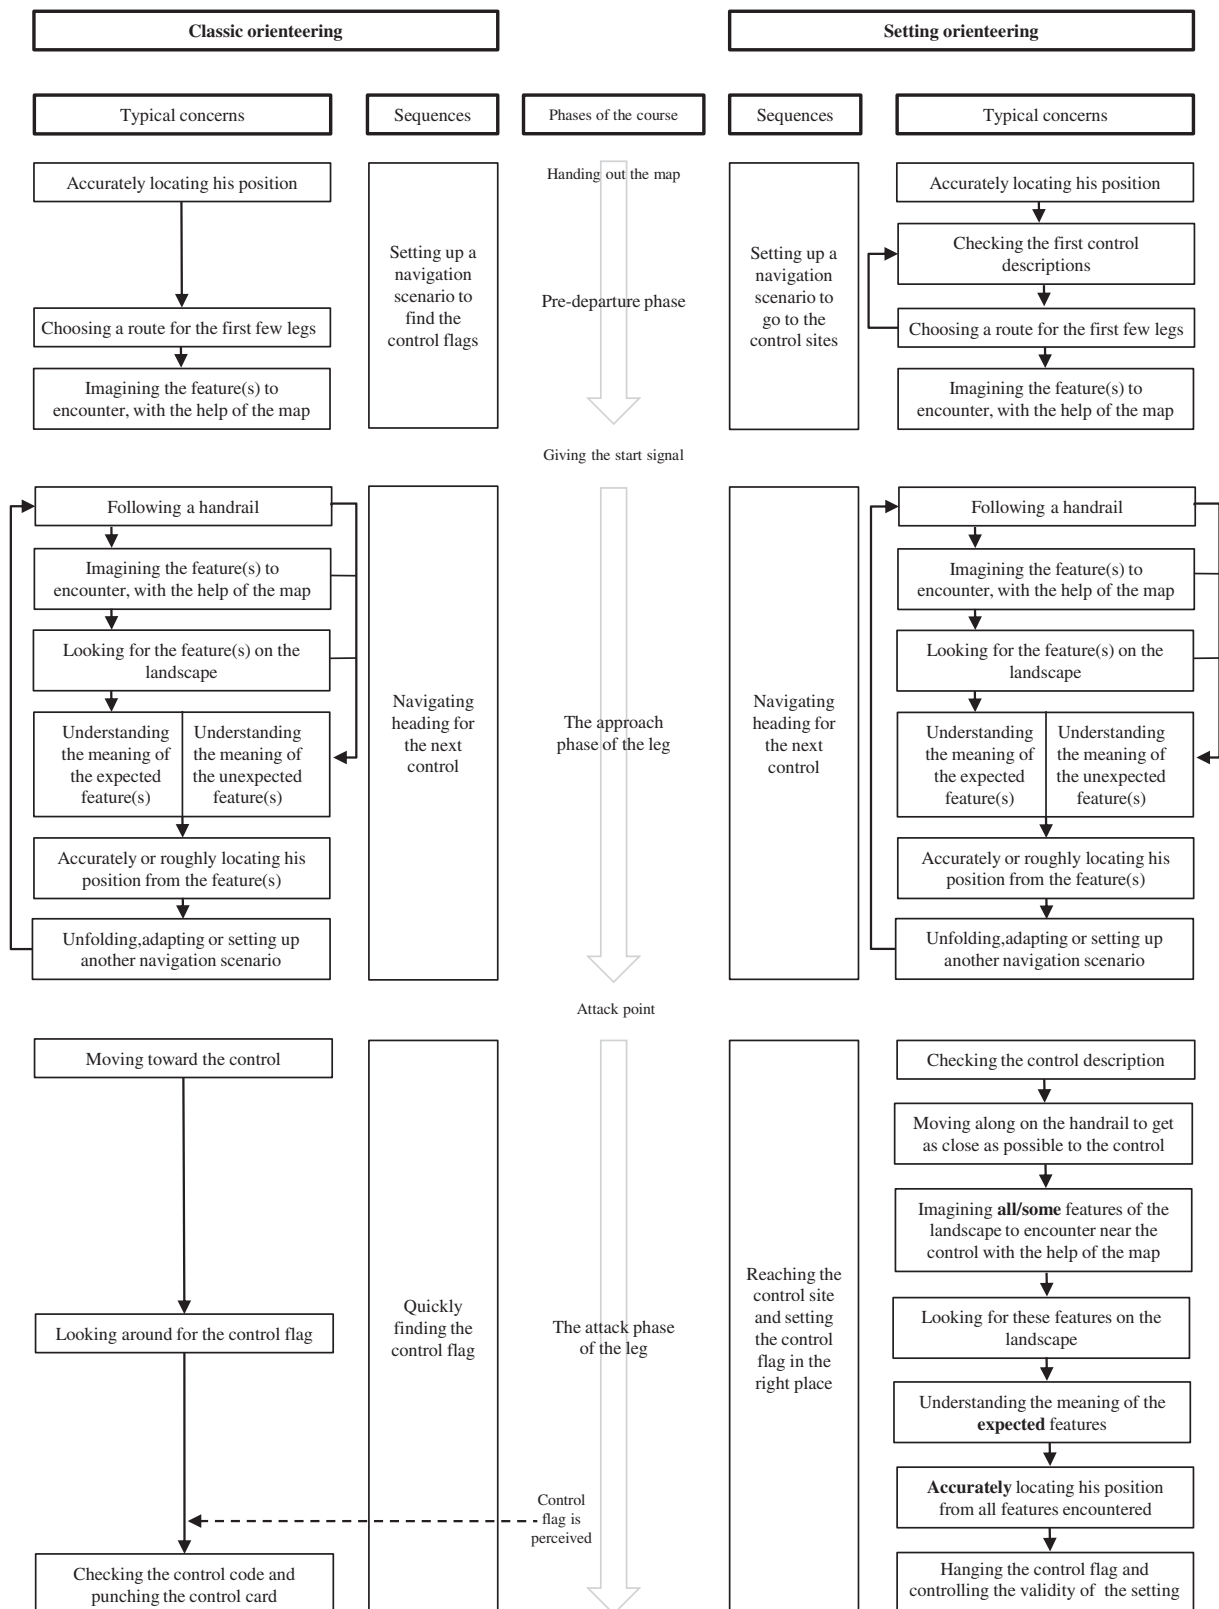 Classic orienteering
Setting orienteering
Typical concerns
Sequences
Phases of the course
Sequences
Typical concerns
Accurately locating his position
Choosing a route for the first few legs
Imagining the feature(s) to
encounter, with the help of the map
Setting up a
navigation
scenario to
find the
control flags
Handing out the map
Pre-departure phase
Setting up a
navigation
scenario to
go to the
control sites
Accurately locating his position
Checking the first control
descriptions
Choosing a route for the first few legs
Imagining the feature(s) to
encounter, with the help of the map
Giving the start signal
Following a handrail
Imagining the feature(s) to
encounter, with the help of the map
Looking for the feature(s) on the
landscape
Understanding
the meaning of
the expected
feature(s)
Understanding
the meaning of
the unexpected
feature(s)
Accurately or roughly locating his
position from the feature(s)
Unfolding,adapting or setting up
another navigation scenario
Navigating
heading for
the next
control
The approach
phase of the leg
Navigating
heading for
the next
control
Following a handrail
Imagining the feature(s) to
encounter, with the help of the map
Looking for the feature(s) on the
landscape
Understanding
the meaning of
the expected
feature(s)
Understanding
the meaning of
the unexpected
feature(s)
Accurately or roughly locating his
position from the feature(s)
Unfolding,adapting or setting up
another navigation scenario
Attack point
Moving toward the control
Looking around for the control flag
Checking the control code and
punching the control card
Quickly
finding the
control flag
The attack phase
of the leg
Control
flag is
perceived
Reaching the
control site
and setting
the control
flag in the
right place
Checking the control description
Moving along on the handrail to get
as close as possible to the control
Imagining all/some features of the
landscape to encounter near the
control with the help of the map
Looking for these features on the
landscape
Understanding the meaning of the
expected features
Accurately locating his position
from all features encountered
Hanging the control flag and
controlling the validity of the setting